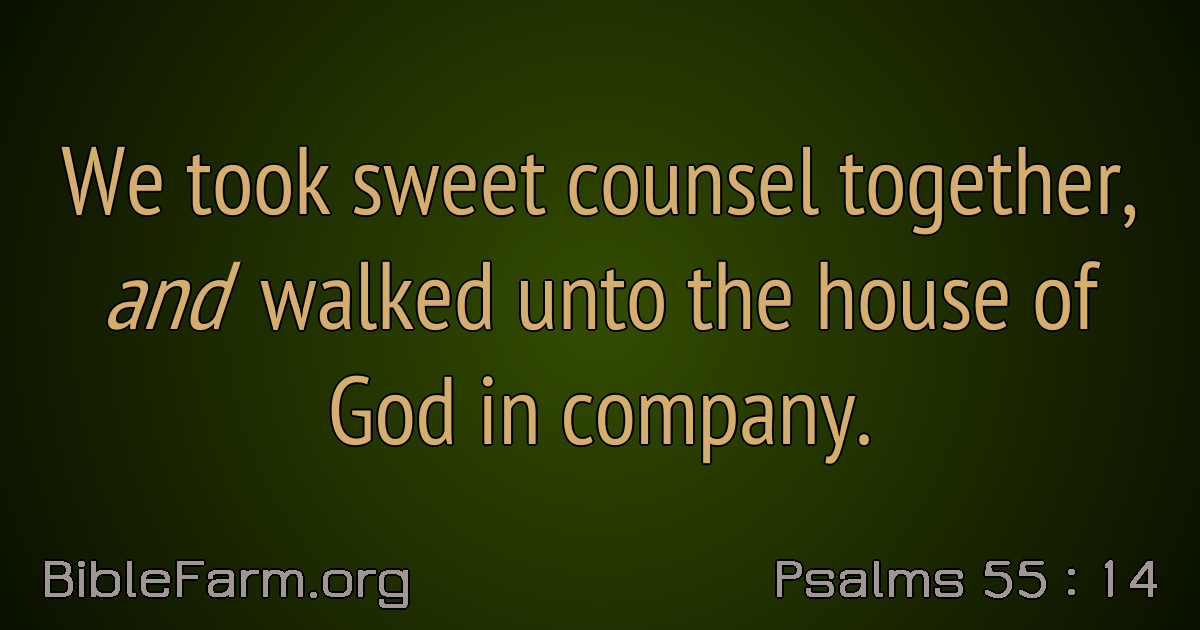 We took sweet counsel together,
and walked unto the house of
God in company.
BibleFarm.org
Psalms 55 : 14